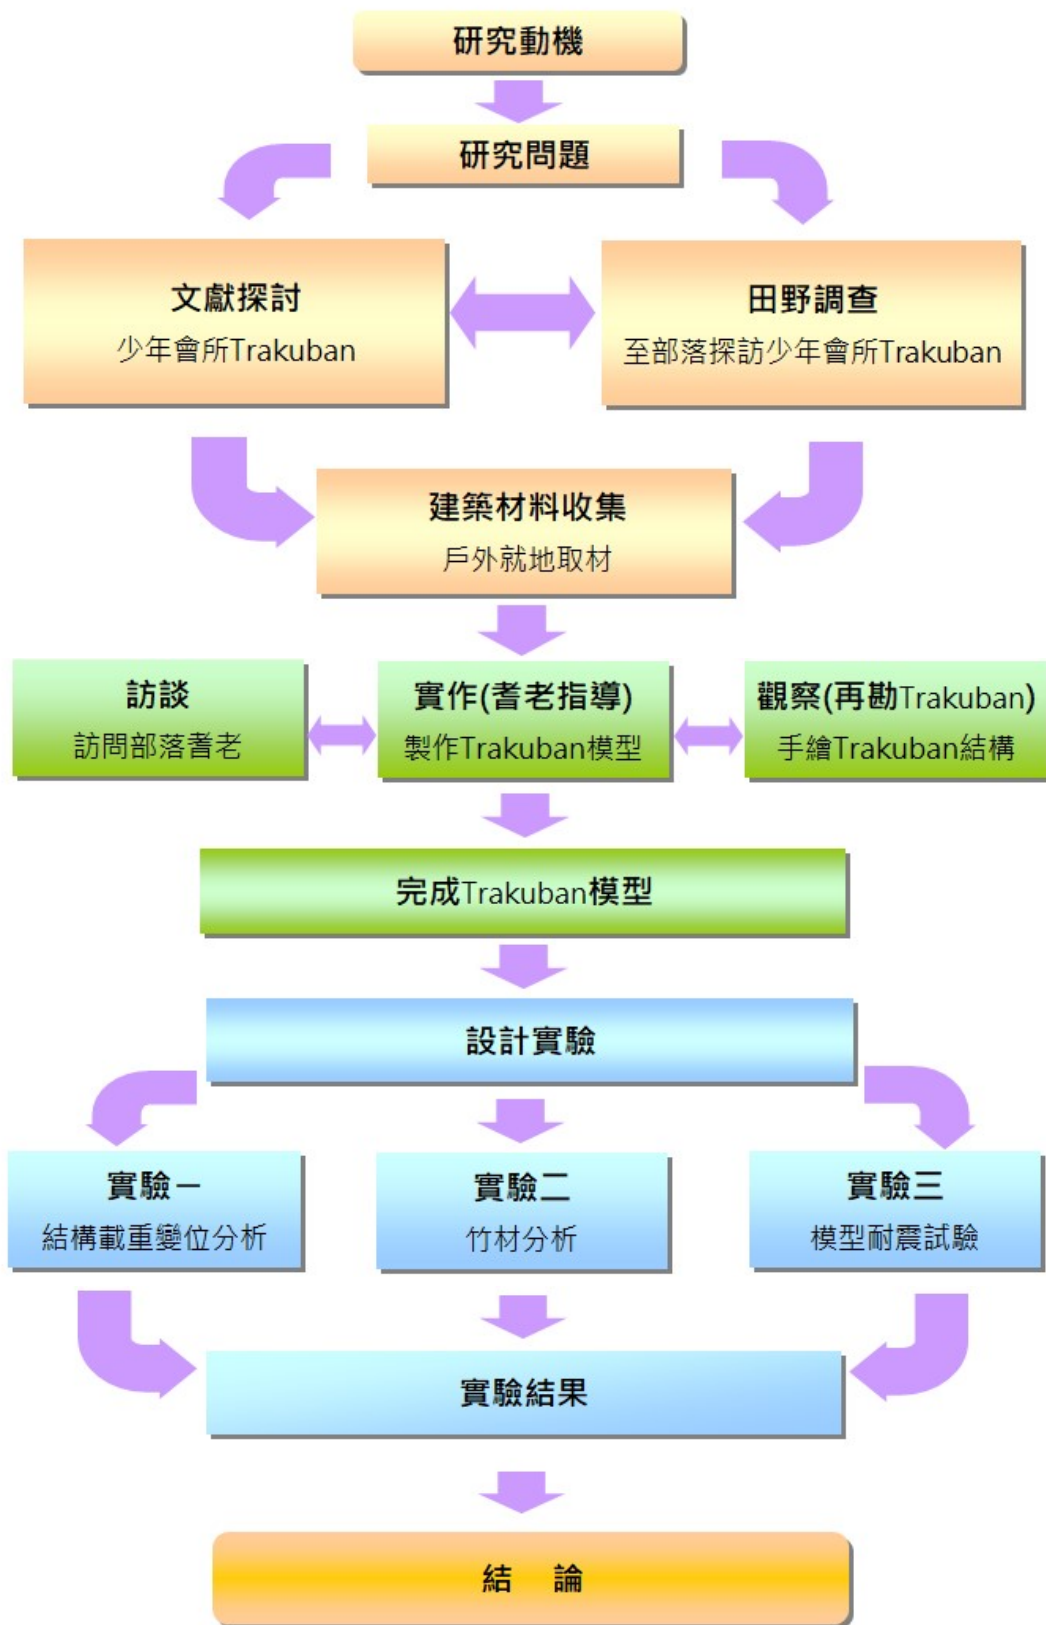 研究動機
研究問題
文獻探討
少年會所Trakuban
田野調查
至部落探訪少年會所Trakuban
建築材料收集
戶外就地取材
訪談
訪問部落耆老
實作(耆老指導)
製作Trakuban模型
觀察(再勘Trakuban)
手繪Trakuban結構
完成Trakuban模型
設計實驗
實驗一
結構載重變位分析
實驗二
竹材分析
實驗三
模型耐震試驗
實驗結果
結 論